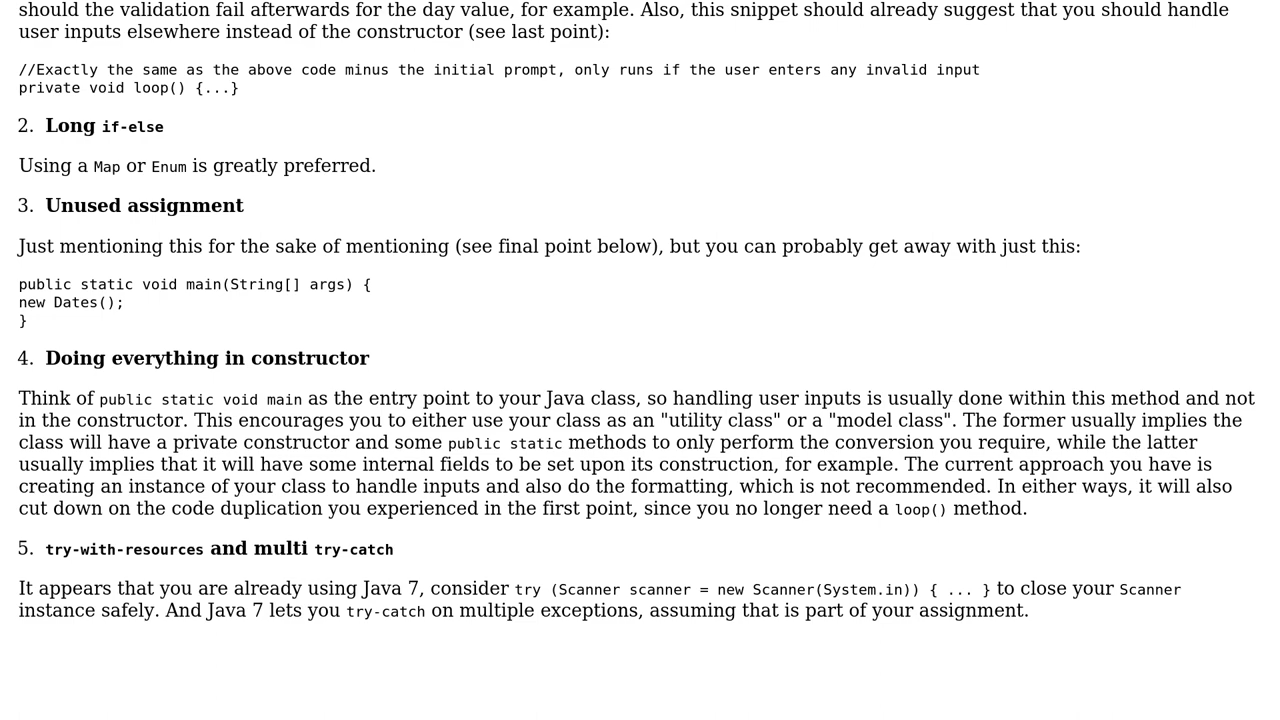 should the validation fail afterwards for the day value, for example. Also, this snippet should already suggest that you should handle
user inputs elsewhere instead of the constructor (see last point):
//Exactly the same as the above code minus the initial prompt, only runs if the user enters any invalid input
private void loop() {...}
2. Long if-else
Using a Map or Enum is greatly preferred.
3. Unused assignment
Just mentioning this for the sake of mentioning (see final point below), but you can probably get away with just this:
public static void main(String[] args) {
new Dates();
}
4. Doing everything in constructor
Think of public static void main as the entry point to your Java class, so handling user inputs is usually done within this method and not
in the constructor. This encourages you to either use your class as an "utility class" or a "model class". The former usually implies the
class will have a private constructor and some public static methods to only perform the conversion you require, while the latter
usually implies that it will have some internal fields to be set upon its construction, for example. The current approach you have is
creating an instance of your class to handle inputs and also do the formatting, which is not recommended. In either ways, it will also
cut down on the code duplication you experienced in the first point, since you no longer need a loop() method.
5. try-with-resources and multi try-catch
It appears that you are already using Java 7, consider try (Scanner scanner = new Scanner(System.in)) { ... } to close your Scanner
instance safely. And Java 7 lets you try-catch on multiple exceptions, assuming that is part of your assignment.